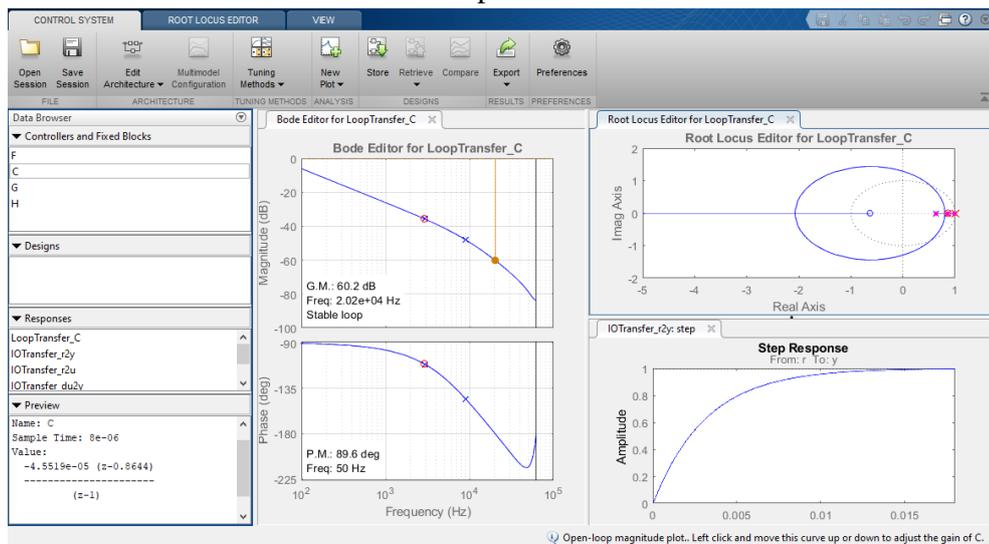 CONTROL SYSTEM
ROOT LOCUS EDITOR
VIEW
Open Session
Save Session
Edit Architecture
Multimodel Configuration
Tuning Methods
New Plot
Store
Retrieve
Compare
Export
Preferences
FILE
ARCHITECTURE
TUNING METHODS
ANALYSIS
DESIGNS
RESULTS
PREFERENCES
Data Browser
Controllers and Fixed Blocks
F
C
G
H
Designs
Responses
LoopTransfer_C
IOTransfer_r2y
IOTransfer_r2u
IOTransfer_du2y
Preview
Name: C
Sample Time: 8e-06
Value:
-4.5519e-05 (z-0.8644)
----------------------
(z-1)
Bode Editor for LoopTransfer_C
Bode Editor for LoopTransfer_C
Magnitude (dB)
0
-20
-40
-60
-80
-100
G.M.: 60.2 dB
Freq: 2.02e+04 Hz
Stable loop
Phase (deg)
-90
-135
-180
-225
P.M.: 89.6 deg
Freq: 50 Hz
10^2
10^3
10^4
10^5
Frequency (Hz)
Root Locus Editor for LoopTransfer_C
Root Locus Editor for LoopTransfer_C
Imag Axis
2
1
0
-1
-2
-5
-4
-3
-2
-1
0
1
Real Axis
IOTransfer_r2y: step
Step Response
From: r To: y
Amplitude
1
0.8
0.6
0.4
0.2
0
0
0.005
0.01
0.015
Open-loop magnitude plot.. Left click and move this curve up or down to adjust the gain of C.